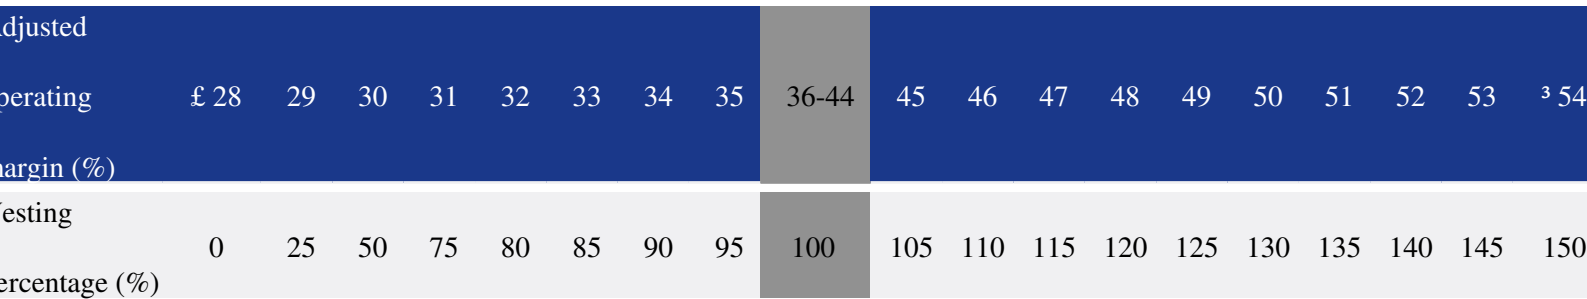 djusted
perating £ 28 29 30 31 32 33 34 35 36-44 45 46 47 48 49 50 51 52 53 ³ 54
argin (%)
esting
0 25 50 75 80 85 90 95 100 105 110 115 120 125 130 135 140 145 150
ercentage (%)